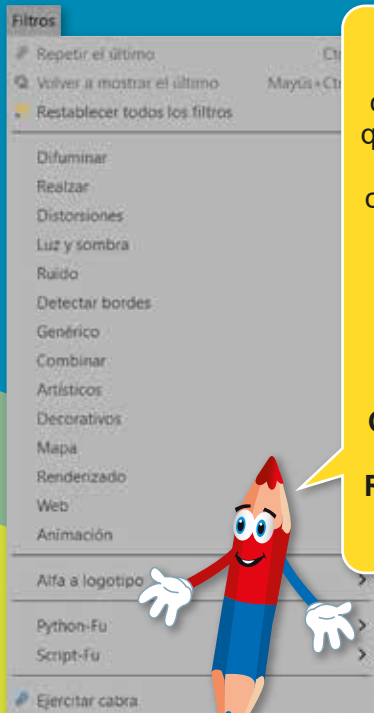 Filtros
Repetir el último
Volver a mostrar el último Mayús+Ctr
Restablecer todos los filtros
Difuminar
Realzar
Distorsiones
Luz y sombra
Ruido
Detectar bordes
Genérico
Combinar
Artísticos
Decorativos
Mapa
Renderizado
Web
Animación
Alfa a logotipo
Python-Fu
Script-Fu
Ejercitar cabra